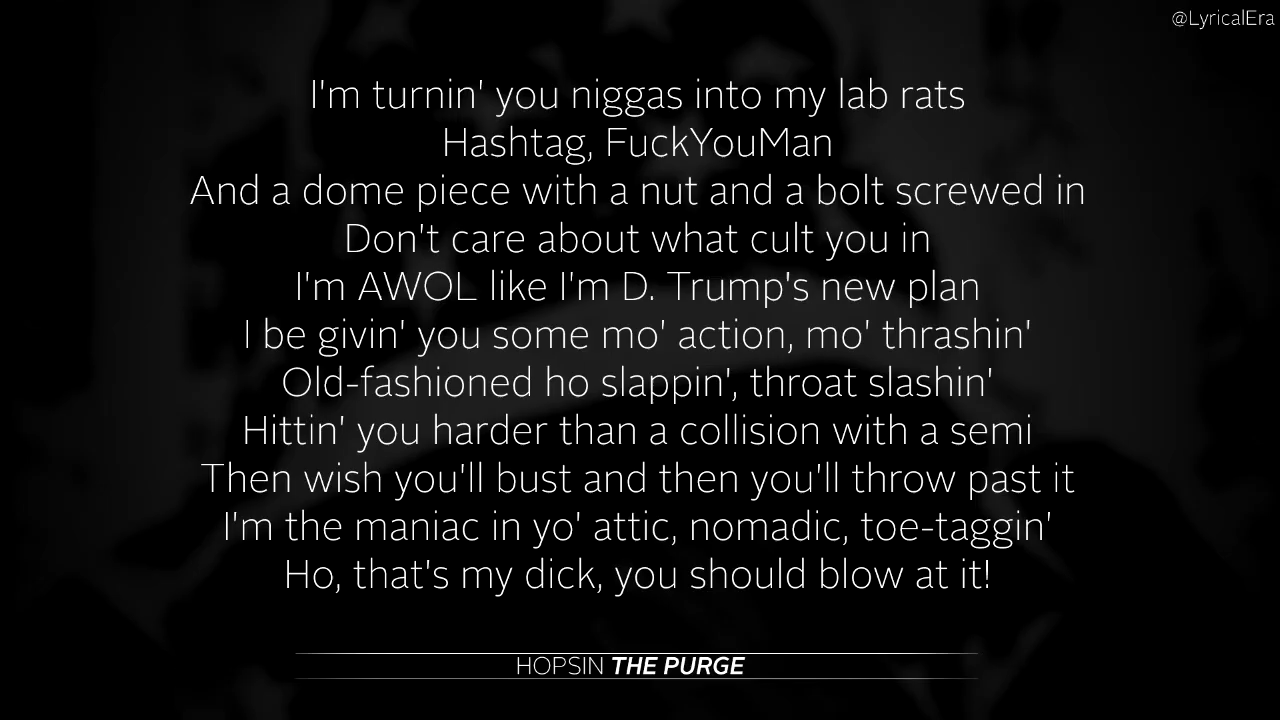 @LyricalEra
I'm turnin' you niggas into my lab rats
Hashtag, FuckYouMan
And a dome piece with a nut and a bolt screwed in
Don't care about what cult you in
I'm AWOL like I'm D. Trump's new plan
I be givin' you some mo' action, mo' thrashin'
Old-fashioned ho slappin', throat slashin'
Hittin' you harder than a collision with a semi
Then wish you'll bust and then you'll throw past it
I'm the maniac in yo' attic, nomadic, toe-taggin'
Ho, that's my dick, you should blow at it!
HOPSIN THE PURGE